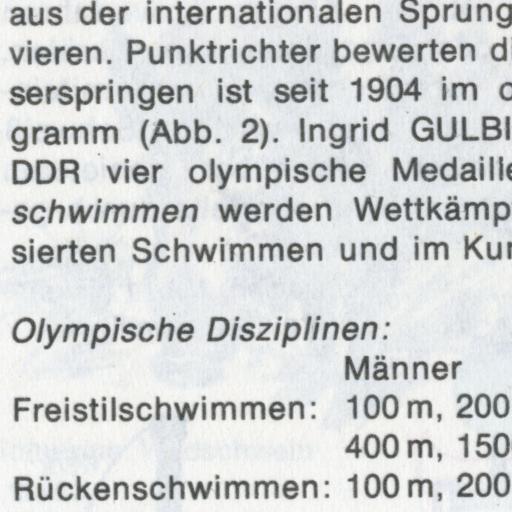 aus der internationalen Sprung
vieren. Punktrichter bewerten di
serspringen ist seit 1904 im o
gramm (Abb. 2). Ingrid GULBI
DDR vier olympische Medaille
schwimmen werden Wettkämp
sierten Schwimmen und im Kur
Olympische Disziplinen:
Männer
Freistilschwimmen: 100 m, 200
400 m, 150
Rückenschwimmen: 100 m, 200